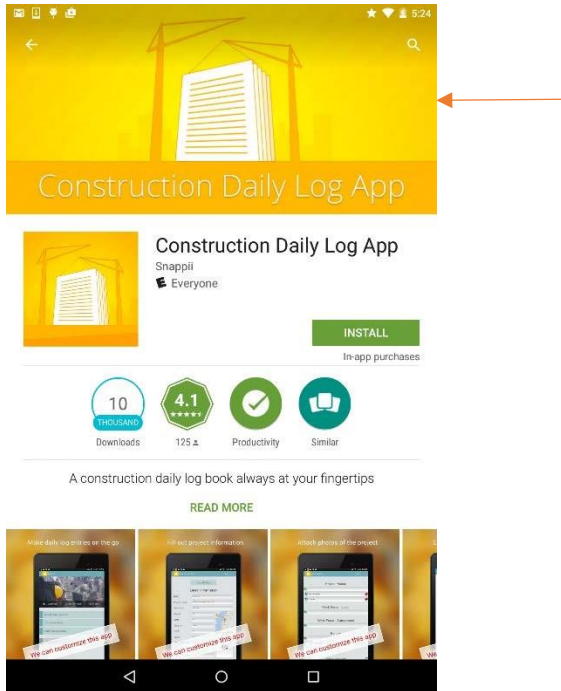 5:24
Construction Daily Log App
Construction Daily Log App
Snappii
E Everyone
INSTALL
In-app purchases
10
THOUSAND
4.1
Downloads
125
Productivity
Similar
A construction daily log book always at your fingertips
READ MORE
Make daily log entries on the go
Fill out project information
Attach photos of the project
We can customize this app
We can customize this app
We can customize this app
We